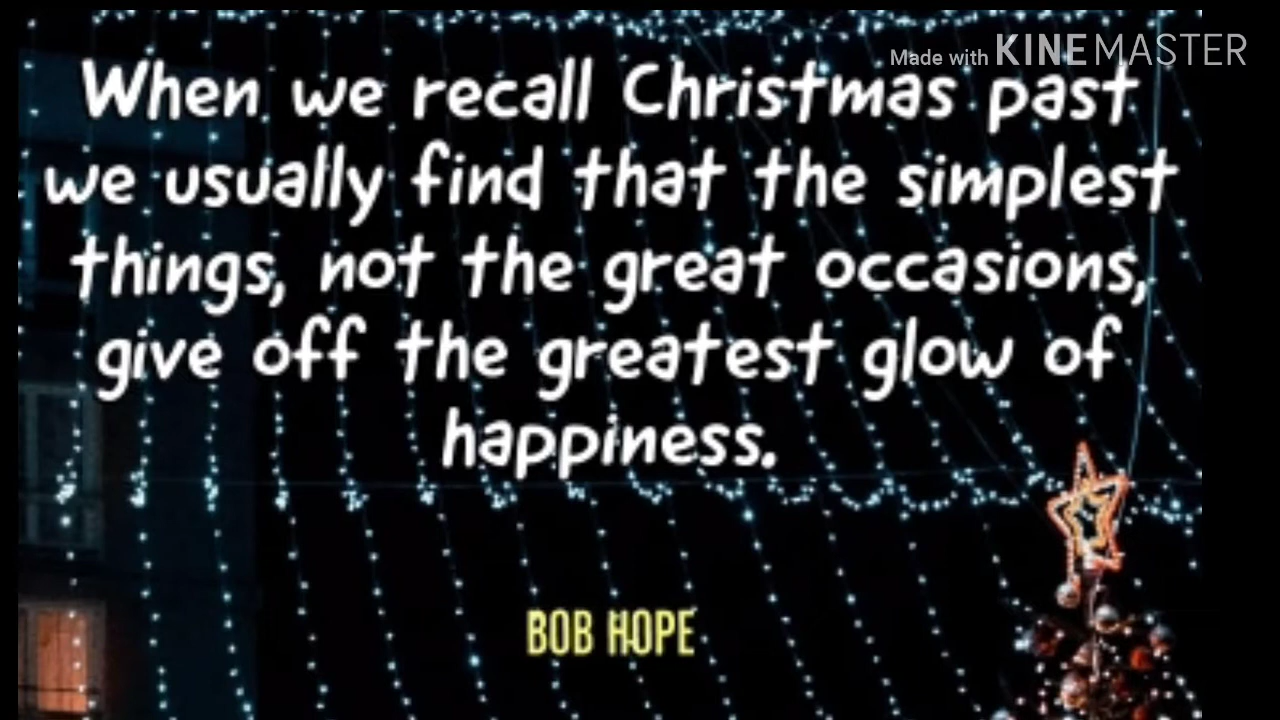 Made with KINEMASTER
When we recall Christmas past
we usually find that the simplest
things, not the great occasions,
give off the greatest glow of
happiness.
BOB HOPE